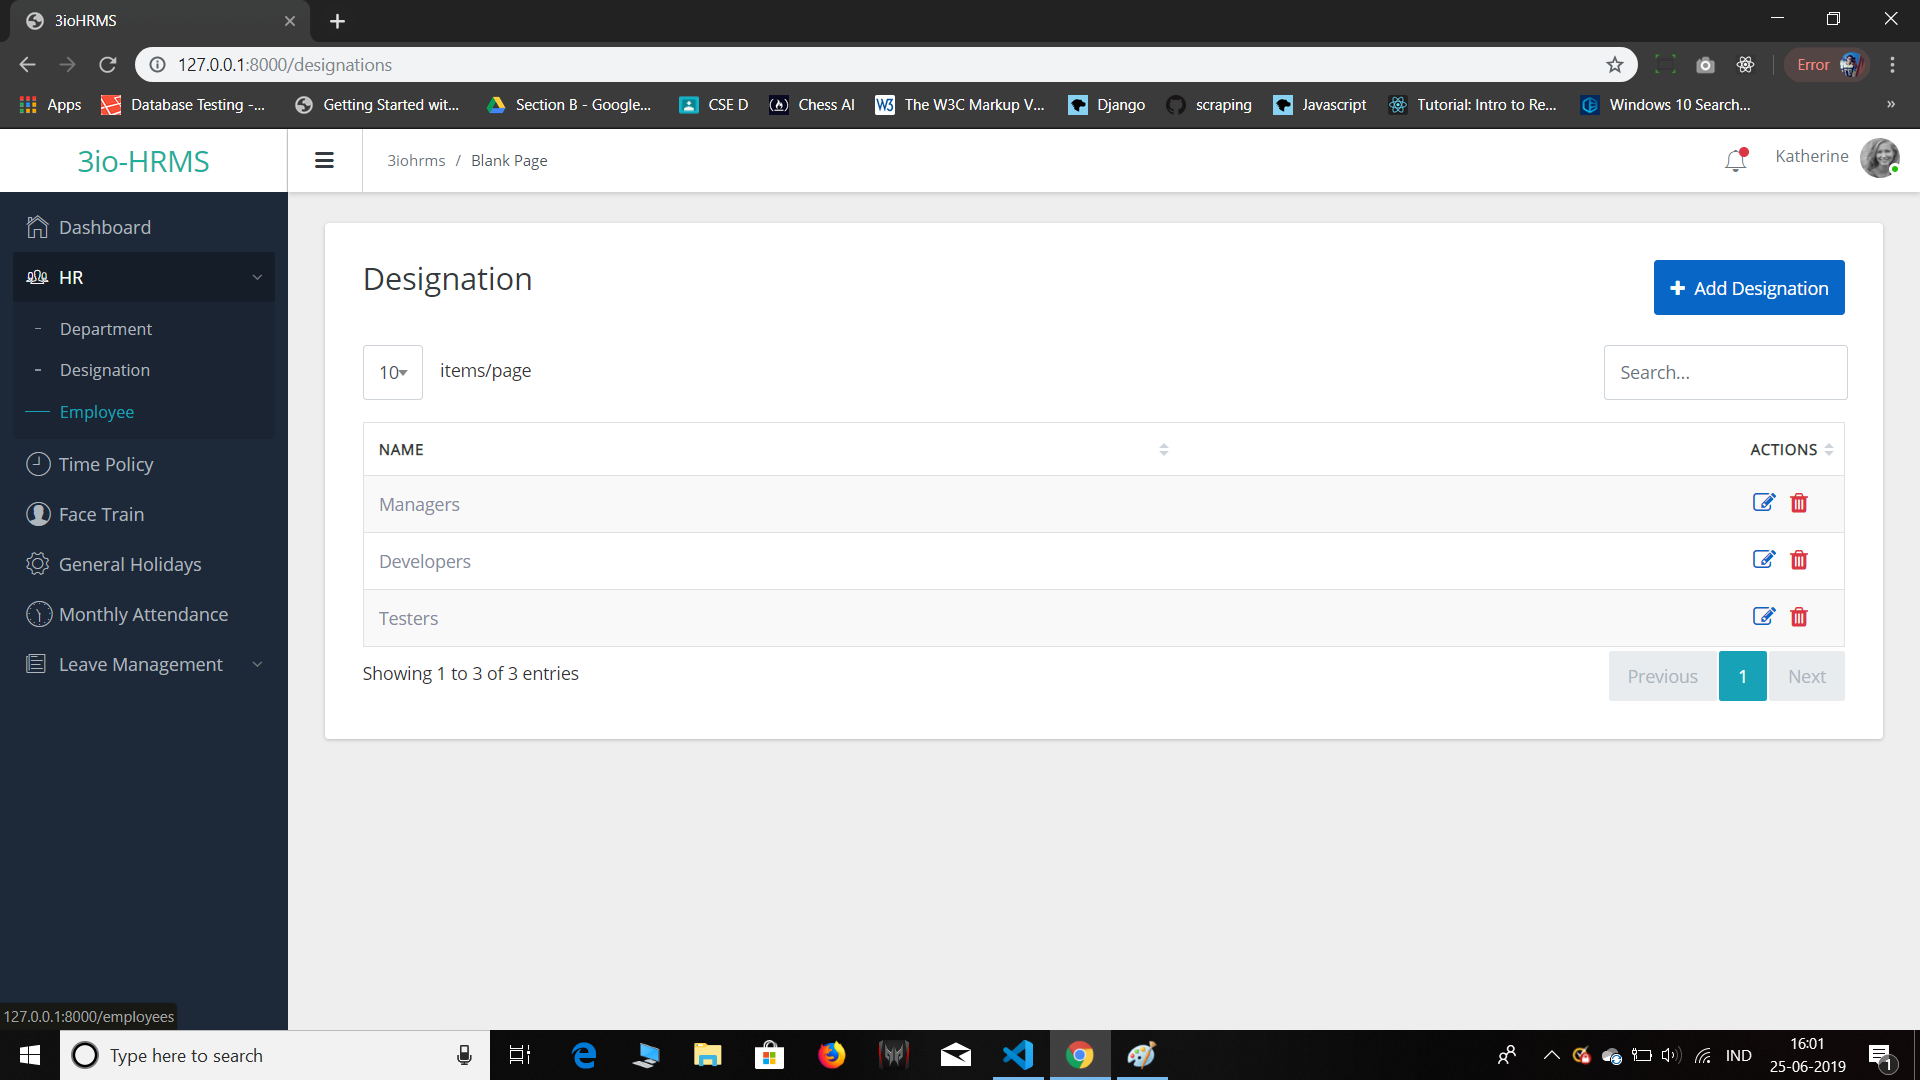 3ioHRMS
127.0.0.1:8000/designations
Error
Apps
Database Testing -...
Getting Started wit...
Section B - Google...
CSE D
Chess AI
W3 The W3C Markup V...
Django
scraping
Javascript
Tutorial: Intro to Re...
Windows 10 Search...
»
3io-HRMS
3iohrms / Blank Page
Katherine
Dashboard
HR
Department
Designation
Employee
Time Policy
Face Train
General Holidays
Monthly Attendance
Leave Management
Designation
Add Designation
10 items/page
Search...
NAME ACTIONS
Managers
Developers
Testers
Showing 1 to 3 of 3 entries
Previous 1 Next
127.0.0.1:8000/employees
Type here to search
IND
16:01
25-06-2019
1